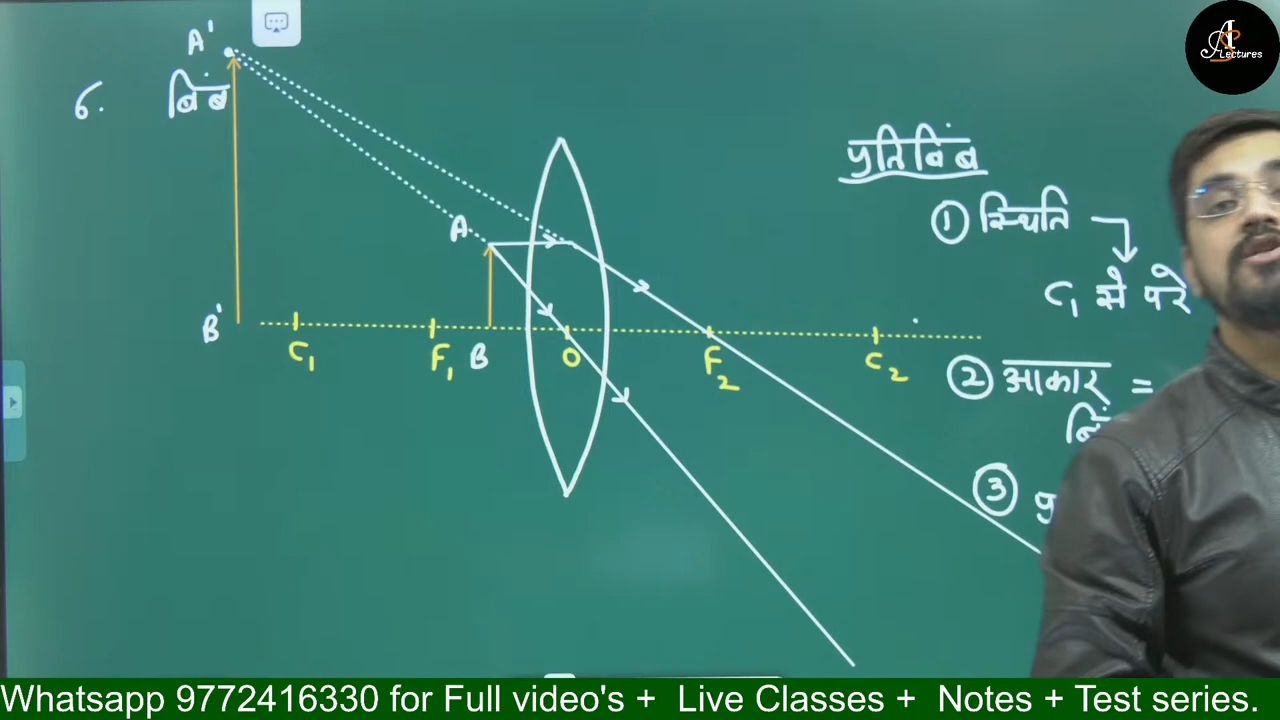 A'
6. बिंब
A
B'
C₁
F₁
B
O
F₂
C₂
प्रतिबिंब
① स्थिति
C₁ से परे
② आकार =
③
Lectures
Whatsapp 9772416330 for Full video's + Live Classes + Notes + Test series.